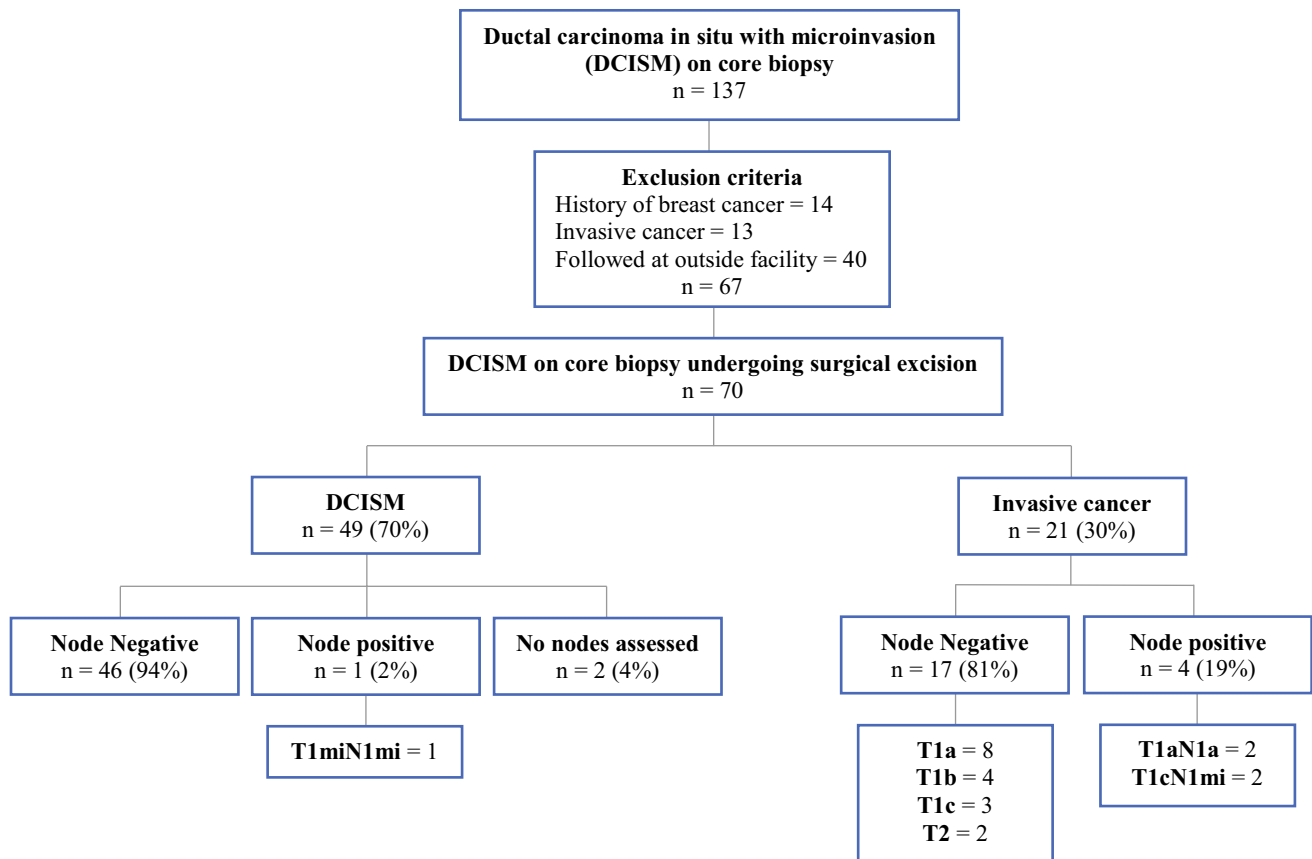 Ductal carcinoma in situ with microinvasion
(DCISM) on core biopsy
n = 137
Exclusion criteria
History of breast cancer = 14
Invasive cancer = 13
Followed at outside facility = 40
n = 67
DCISM on core biopsy undergoing surgical excision
n = 70
DCISM
n = 49 (70%)
Invasive cancer
n = 21 (30%)
Node Negative
n = 46 (94%)
Node positive
n = 1 (2%)
No nodes assessed
n = 2 (4%)
Node Negative
n = 17 (81%)
Node positive
n = 4 (19%)
T1miN1mi = 1
T1a = 8
T1b = 4
T1c = 3
T2 = 2
T1aN1a = 2
T1cN1mi = 2